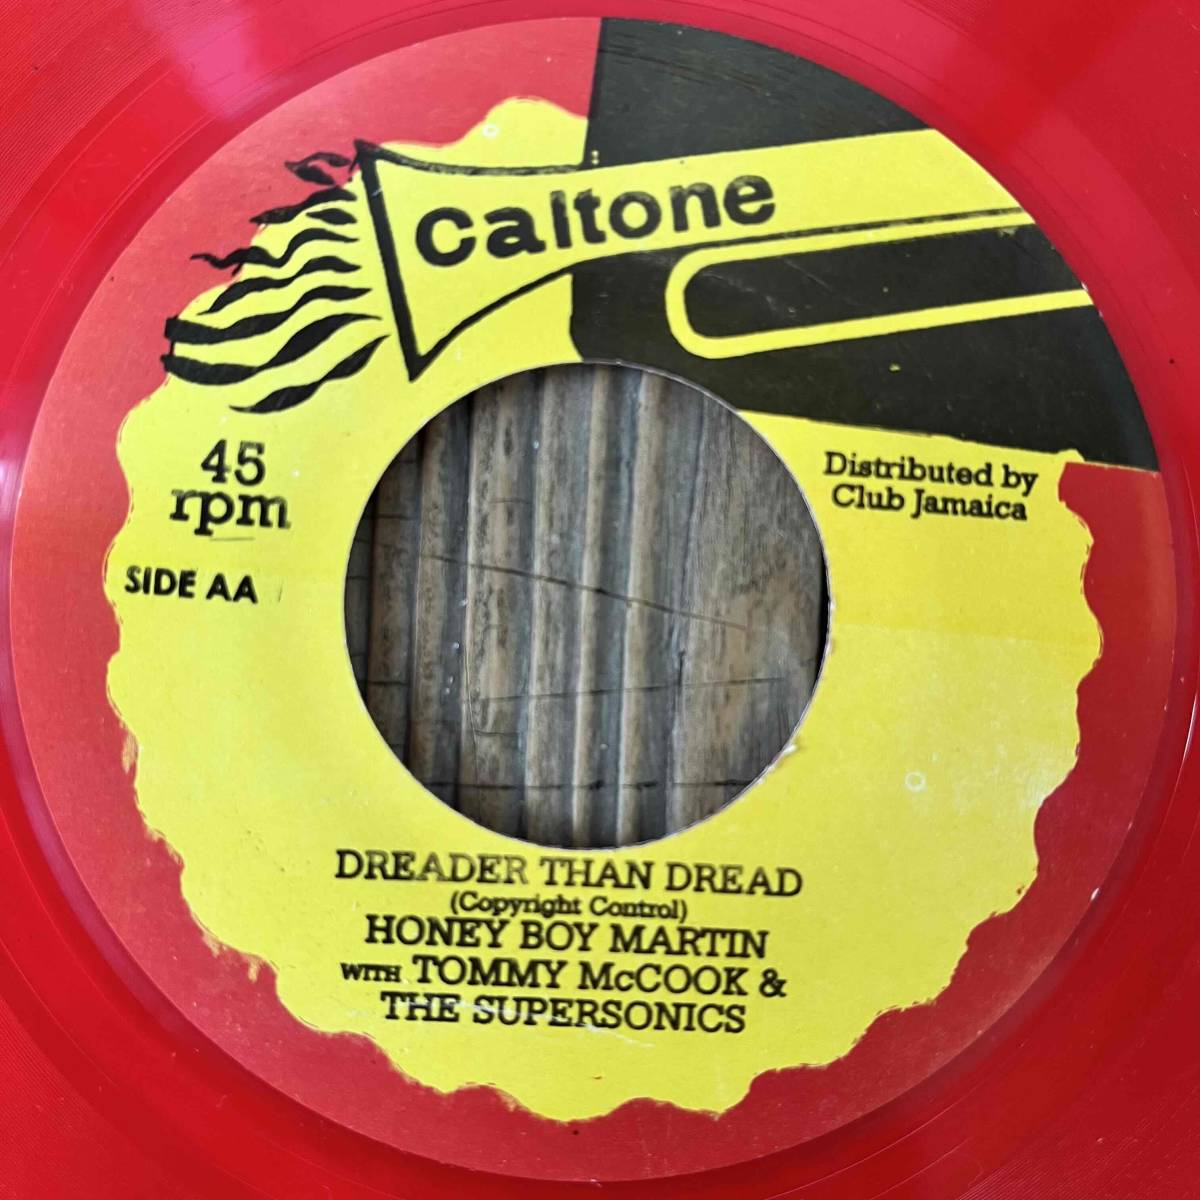 Caltone
45
rpm
SIDE AA
Distributed by
Club Jamaica
DREADER THAN DREAD
(Copyright Control)
HONEY BOY MARTIN
WITH TOMMY McCOOK &
THE SUPERSONICS